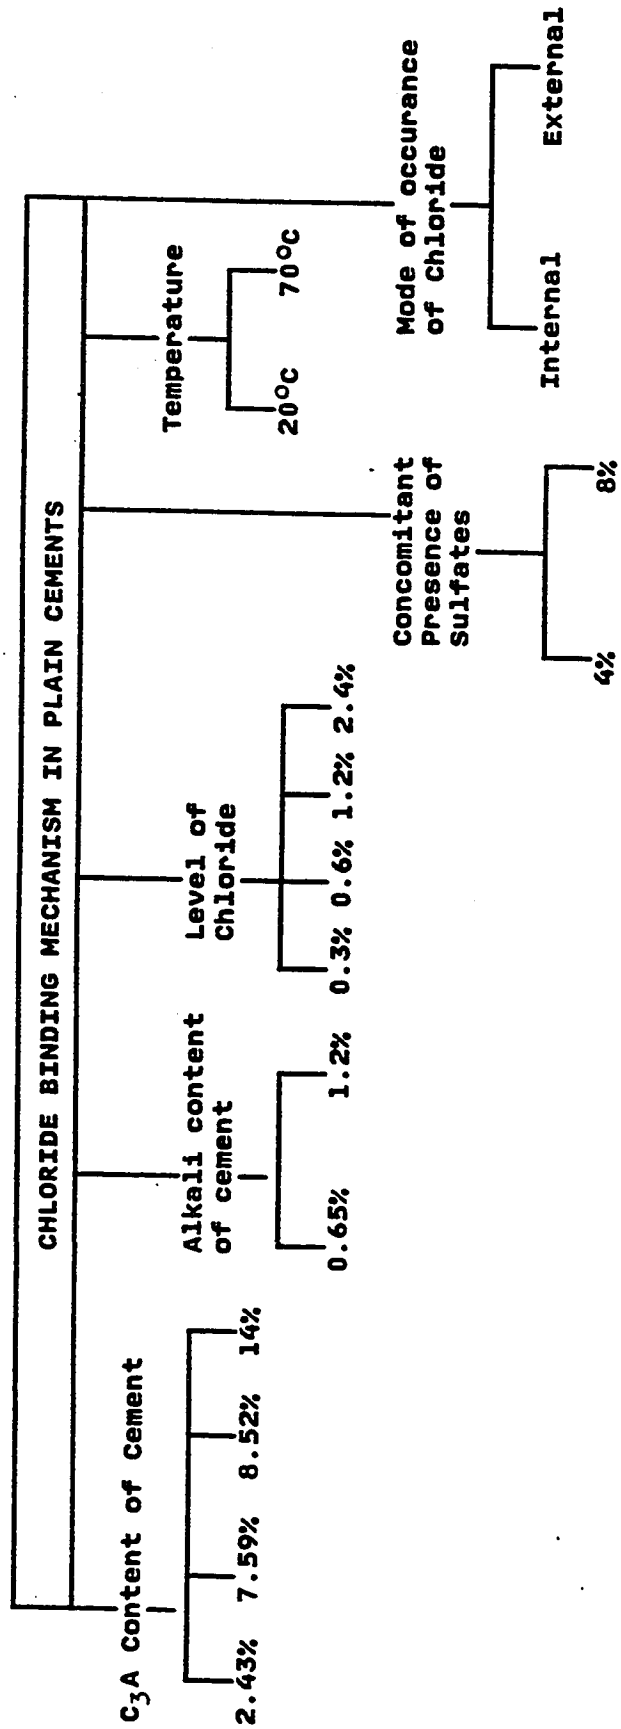 CHLORIDE BINDING MECHANISM IN PLAIN CEMENTS
C₃A Content of Cement
2.43% 7.59% 8.52% 14%
Alkali content
of cement
0.65% 1.2%
Level of
Chloride
0.3% 0.6% 1.2% 2.4%
Concomitant
Presence of
Sulfates
4% 8%
Temperature
20°C 70°C
Mode of occurance
of Chloride
Internal External